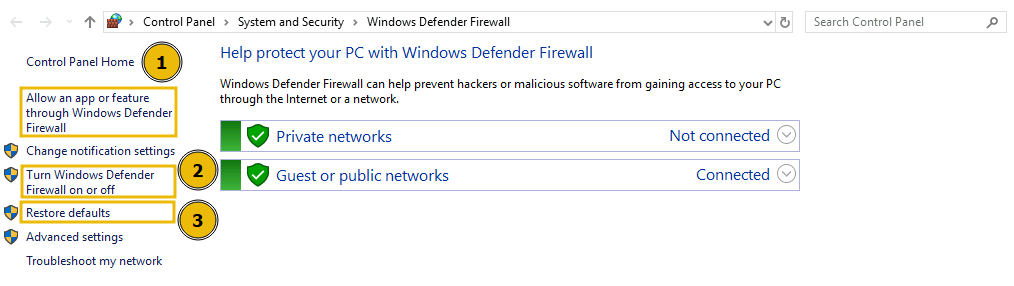 Control Panel > System and Security > Windows Defender Firewall
Search Control Panel
Control Panel Home
1
Allow an app or feature
through Windows Defender
Firewall
Change notification settings
Turn Windows Defender
Firewall on or off
2
Restore defaults
3
Advanced settings
Troubleshoot my network
Help protect your PC with Windows Defender Firewall
Windows Defender Firewall can help prevent hackers or malicious software from gaining access to your PC
through the Internet or a network.
Private networks Not connected
Guest or public networks Connected